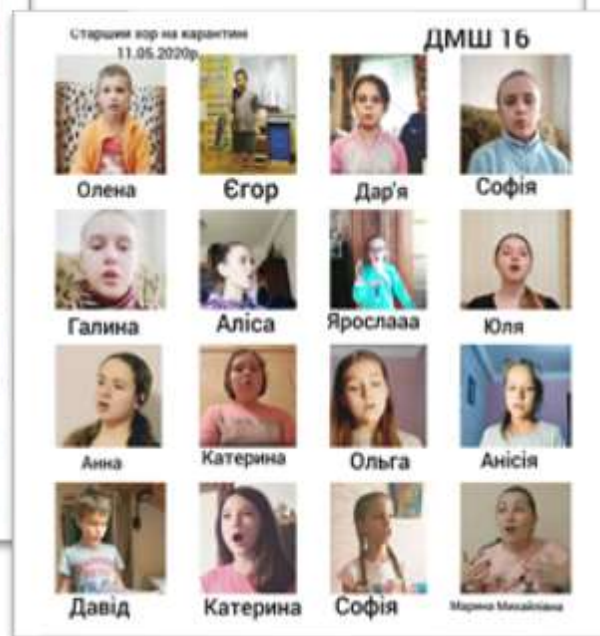 Старший хор на карантині
11.05.2020р.
ДМШ 16
Олена
Єгор
Дар'я
Софія
Галина
Аліса
Ярослааа
Юля
Анна
Катерина
Ольга
Анісія
Давід
Катерина
Софія
Марина Михайлівна